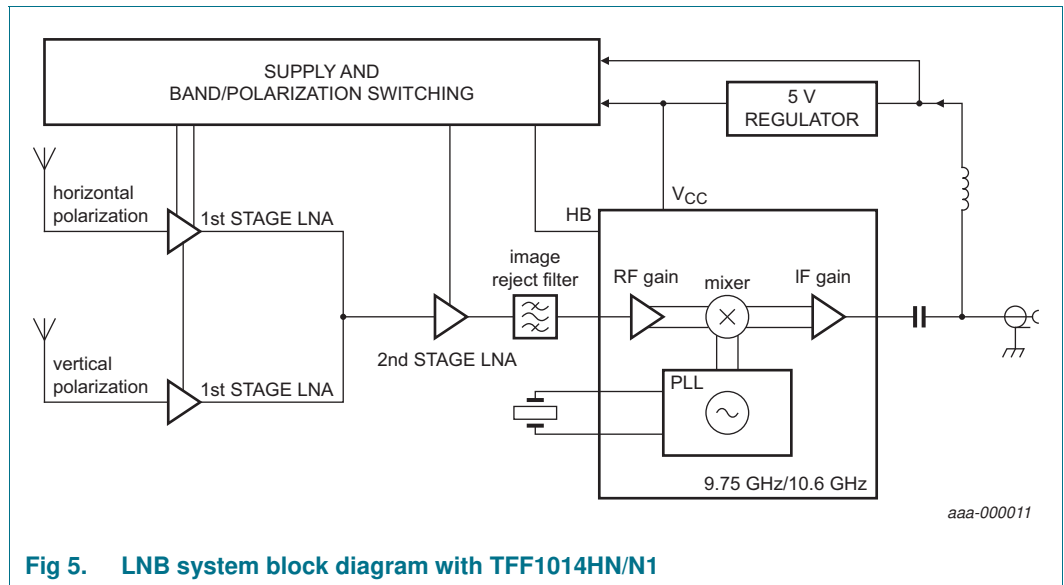 SUPPLY AND
BAND/POLARIZATION SWITCHING
5 V
REGULATOR
horizontal
polarization
1st STAGE LNA
HB
VCC
image
reject filter
RF gain
mixer
IF gain
2nd STAGE LNA
vertical
polarization
1st STAGE LNA
PLL
9.75 GHz/10.6 GHz
aaa-000011
Fig 5. LNB system block diagram with TFF1014HN/N1